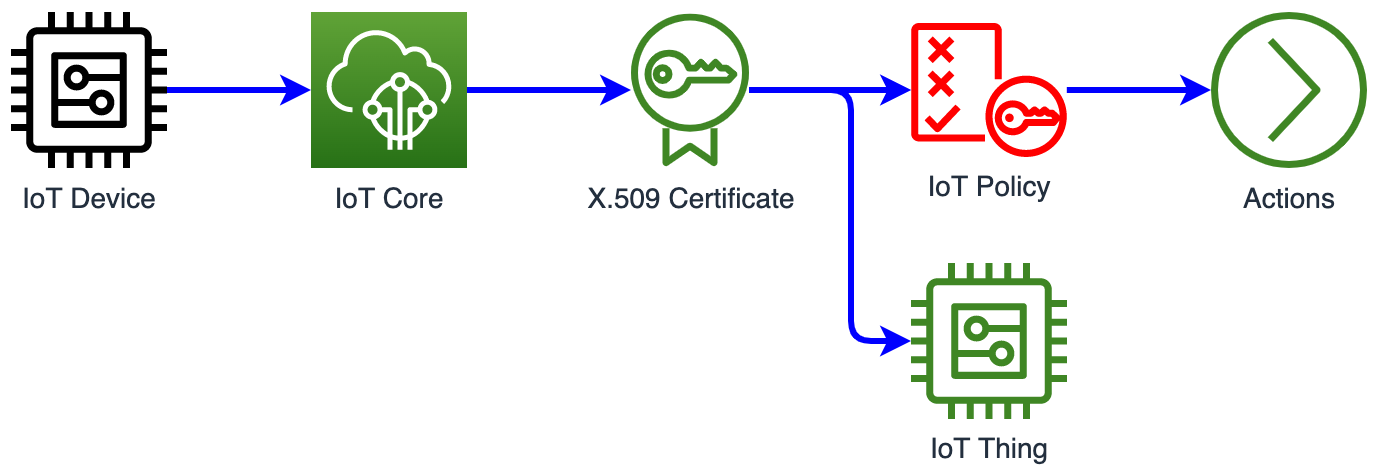 IoT Device
IoT Core
X.509 Certificate
IoT Policy
Actions
IoT Thing